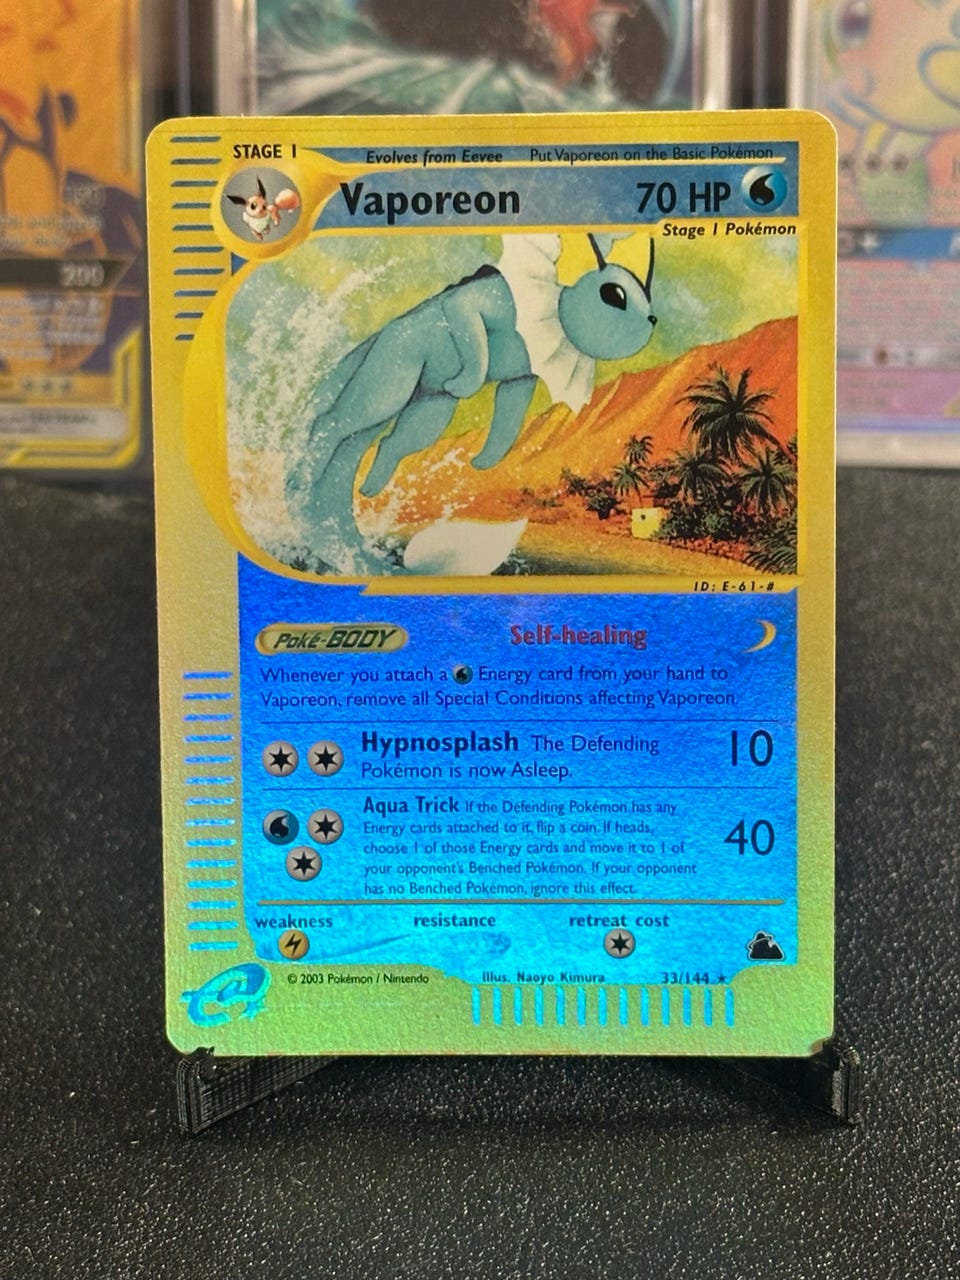 STAGE 1
Evolves from Eevee Put Vaporeon on the Basic Pokémon
Vaporeon 70 HP
Stage 1 Pokémon
200
ID: E-61-#
Poké-BODY Self-healing
Whenever you attach a Energy card from your hand to
Vaporeon, remove all Special Conditions affecting Vaporeon.
Hypnosplash The Defending
Pokémon is now Asleep.
10
Aqua Trick If the Defending Pokémon has any
Energy cards attached to it, flip a coin. If heads,
choose 1 of those Energy cards and move it to 1 of
your opponent's Benched Pokémon. If your opponent
has no Benched Pokémon, ignore this effect.
40
weakness resistance retreat cost
© 2003 Pokémon / Nintendo Illus. Naoyo Kimura 33/144 ★